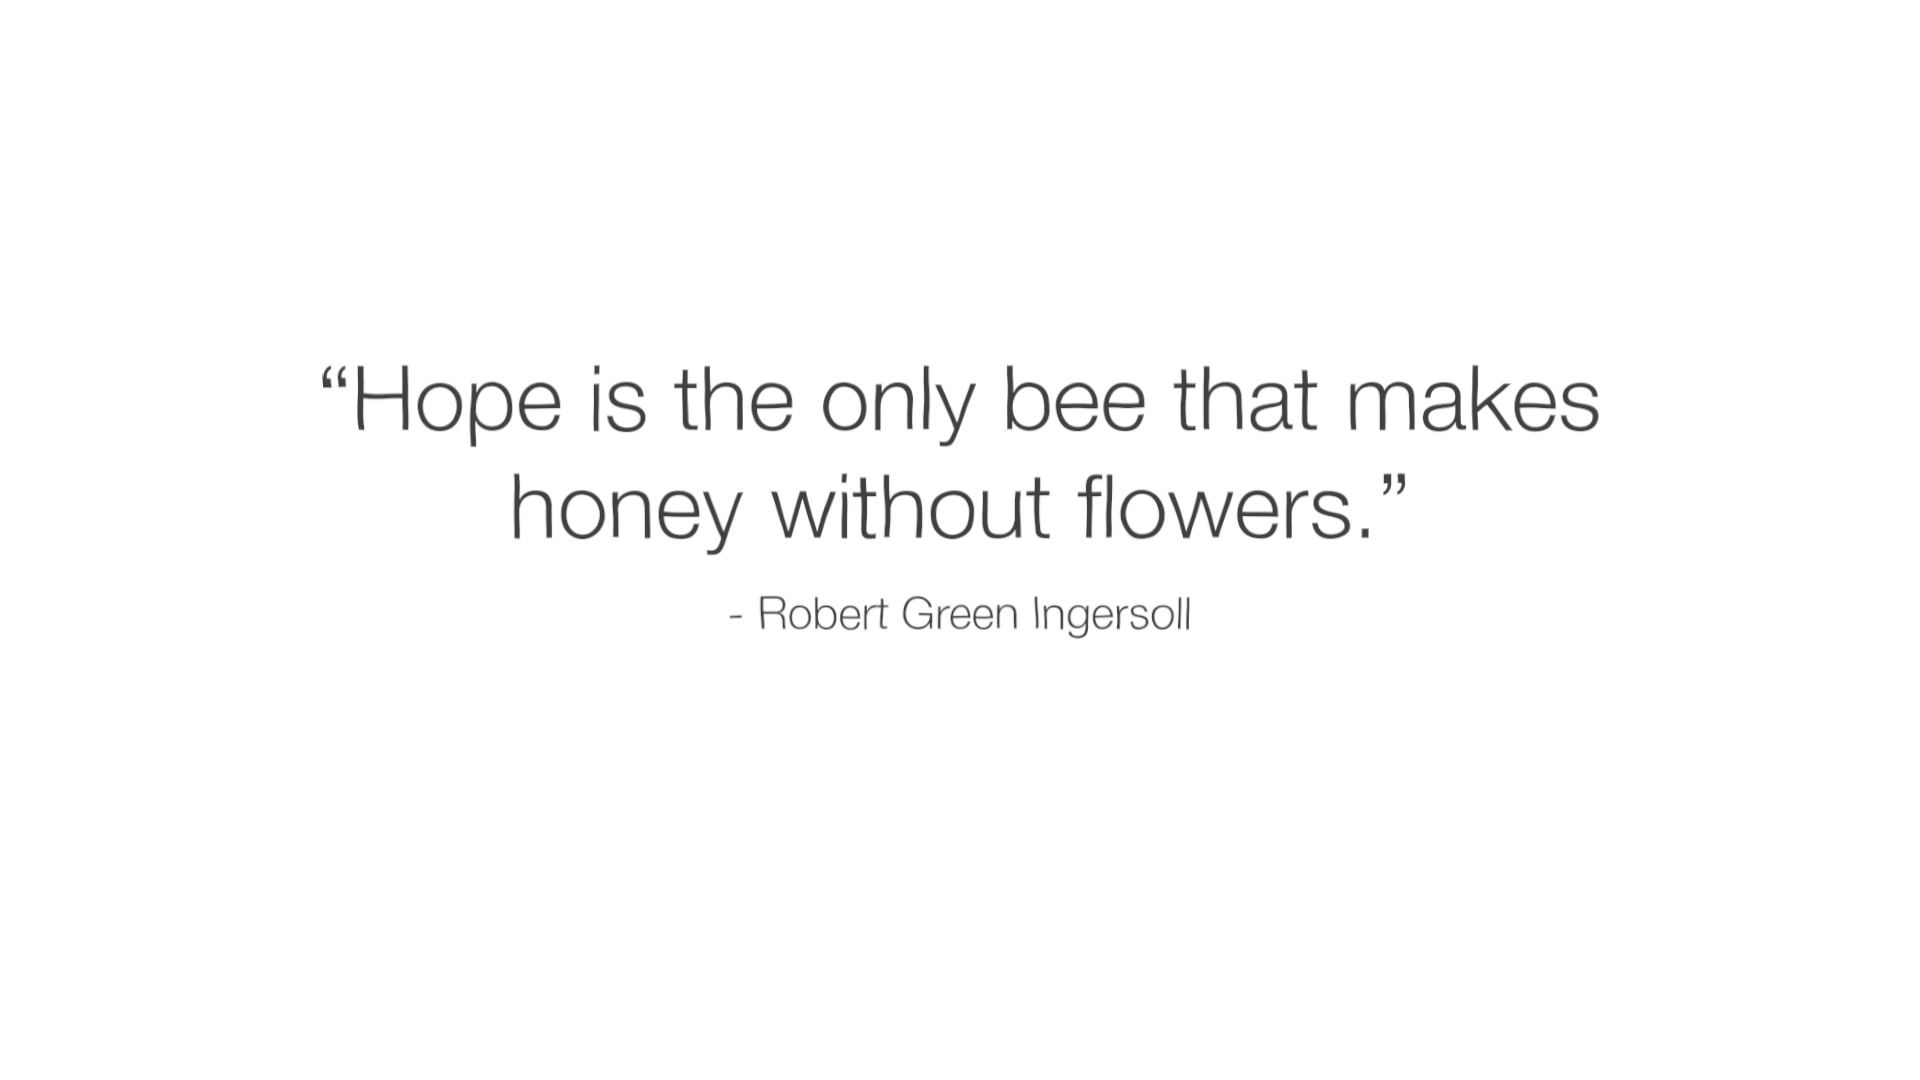 “Hope is the only bee that makes
honey without flowers.”
- Robert Green Ingersoll